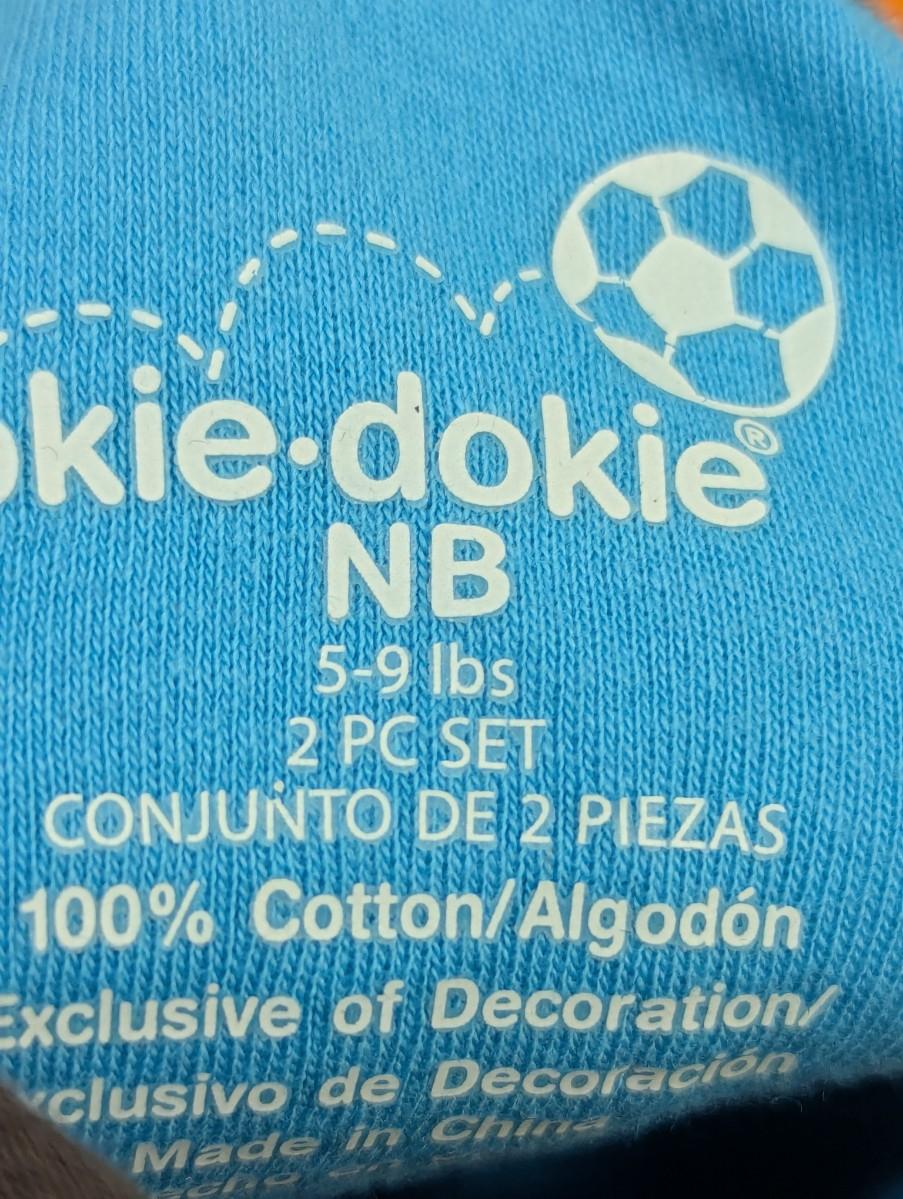 okie·dokie®
NB
5-9 lbs
2 PC SET
CONJUNTO DE 2 PIEZAS
100% Cotton/Algodón
Exclusive of Decoration/
xclusivo de Decoración
Made in China